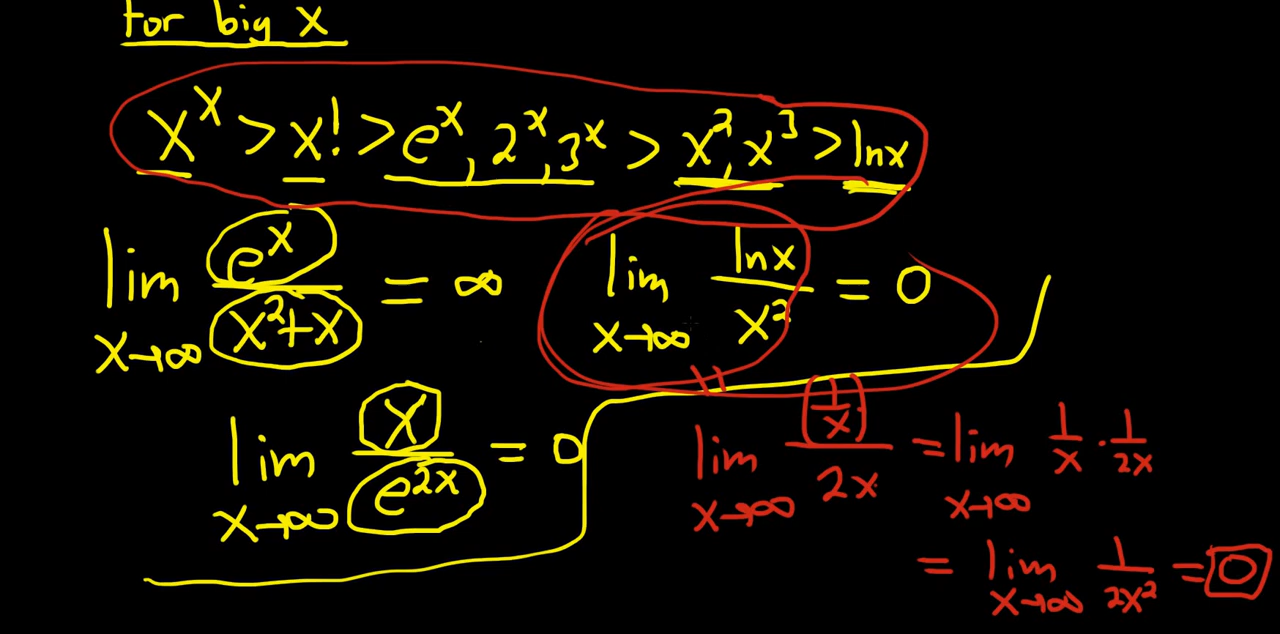 For big x
x^x > x! > e^x, 2^x, 3^x > x^2, x^3 > ln x
lim x→∞ e^x / (x^2+x) = ∞
lim x→∞ ln x / x^2 = 0
lim x→∞ x / e^{2x} = 0
lim x→∞ (1/x) / 2x = lim x→∞ 1/x · 1/2x
= lim x→∞ 1/2x^2 = 0